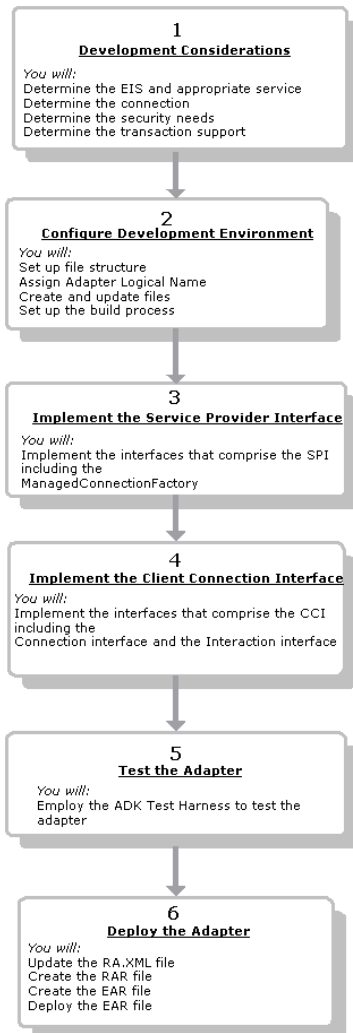 1
Development Considerations
You will:
Determine the EIS and appropriate service
Determine the connection
Determine the security needs
Determine the transaction support
2
Configure Development Environment
You will:
Set up file structure
Assign Adapter Logical Name
Create and update files
Set up the build process
3
Implement the Service Provider Interface
You will:
Implement the interfaces that comprise the SPI
including the
ManagedConnectionFactory
4
Implement the Client Connection Interface
You will:
Implement the interfaces that comprise the CCI
including the
Connection interface and the Interaction interface
5
Test the Adapter
You will:
Employ the ADK Test Harness to test the
adapter
6
Deploy the Adapter
You will:
Update the RA.XML file
Create the RAR file
Create the EAR file
Deploy the EAR file